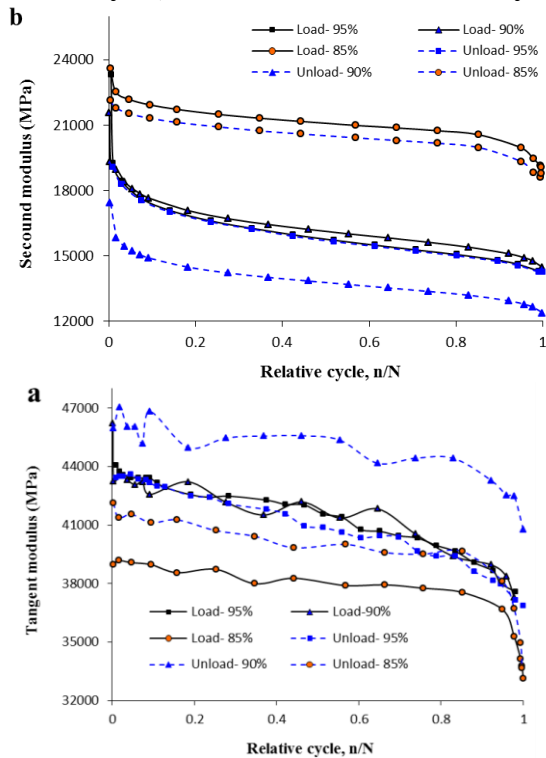 b
Load- 95%
Load- 90%
Load- 85%
Unload- 95%
Unload- 90%
Unload- 85%
24000
21000
18000
15000
12000
Secound modulus (MPa)
0
0.2
0.4
0.6
0.8
1
Relative cycle, n/N
a
47000
44000
41000
38000
35000
32000
Tangent modulus (MPa)
Load- 95%
Load-90%
Load- 85%
Unload- 95%
Unload- 90%
Unload- 85%
0
0.2
0.4
0.6
0.8
1
Relative cycle, n/N